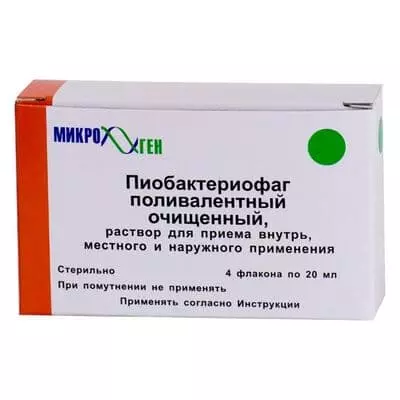 МИКРОГЕН
Пиобактериофаг
поливалентный
очищенный,
раствор для приема внутрь,
местного и наружного применения
Стерильно 4 флакона по 20 мл
При помутнении не применять
Применять согласно Инструкции